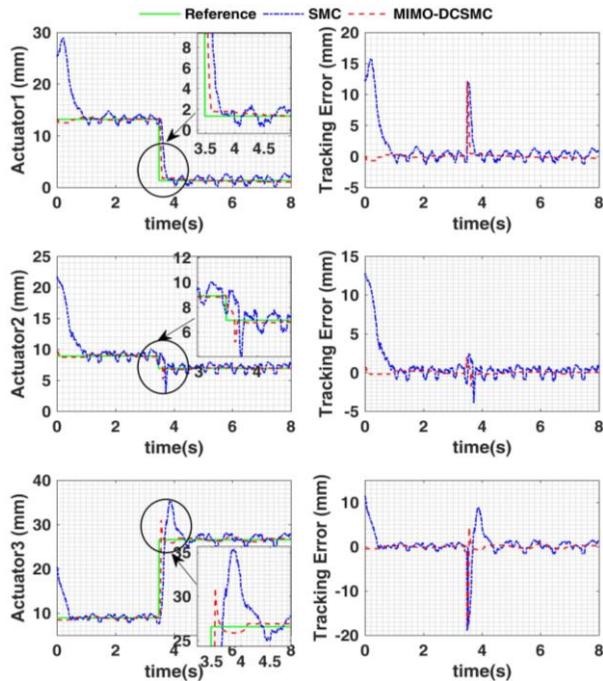 Reference SMC MIMO-DCSMC
Actuator1 (mm)
30
20
10
0
0 2 4 6 8
time(s)
8
6
4
2
0
3.5 4 4.5
Tracking Error (mm)
20
15
10
5
0
-5
0 2 4 6 8
time(s)
Actuator2 (mm)
25
20
15
10
5
0
0 2 4 6 8
time(s)
12
10
8
6
3 4
Tracking Error (mm)
15
10
5
0
-5
0 2 4 6 8
time(s)
Actuator3 (mm)
40
30
20
10
0 2 4 6 8
time(s)
35
30
25
3.5 4 4.5
Tracking Error (mm)
10
0
-10
-20
0 2 4 6 8
time(s)